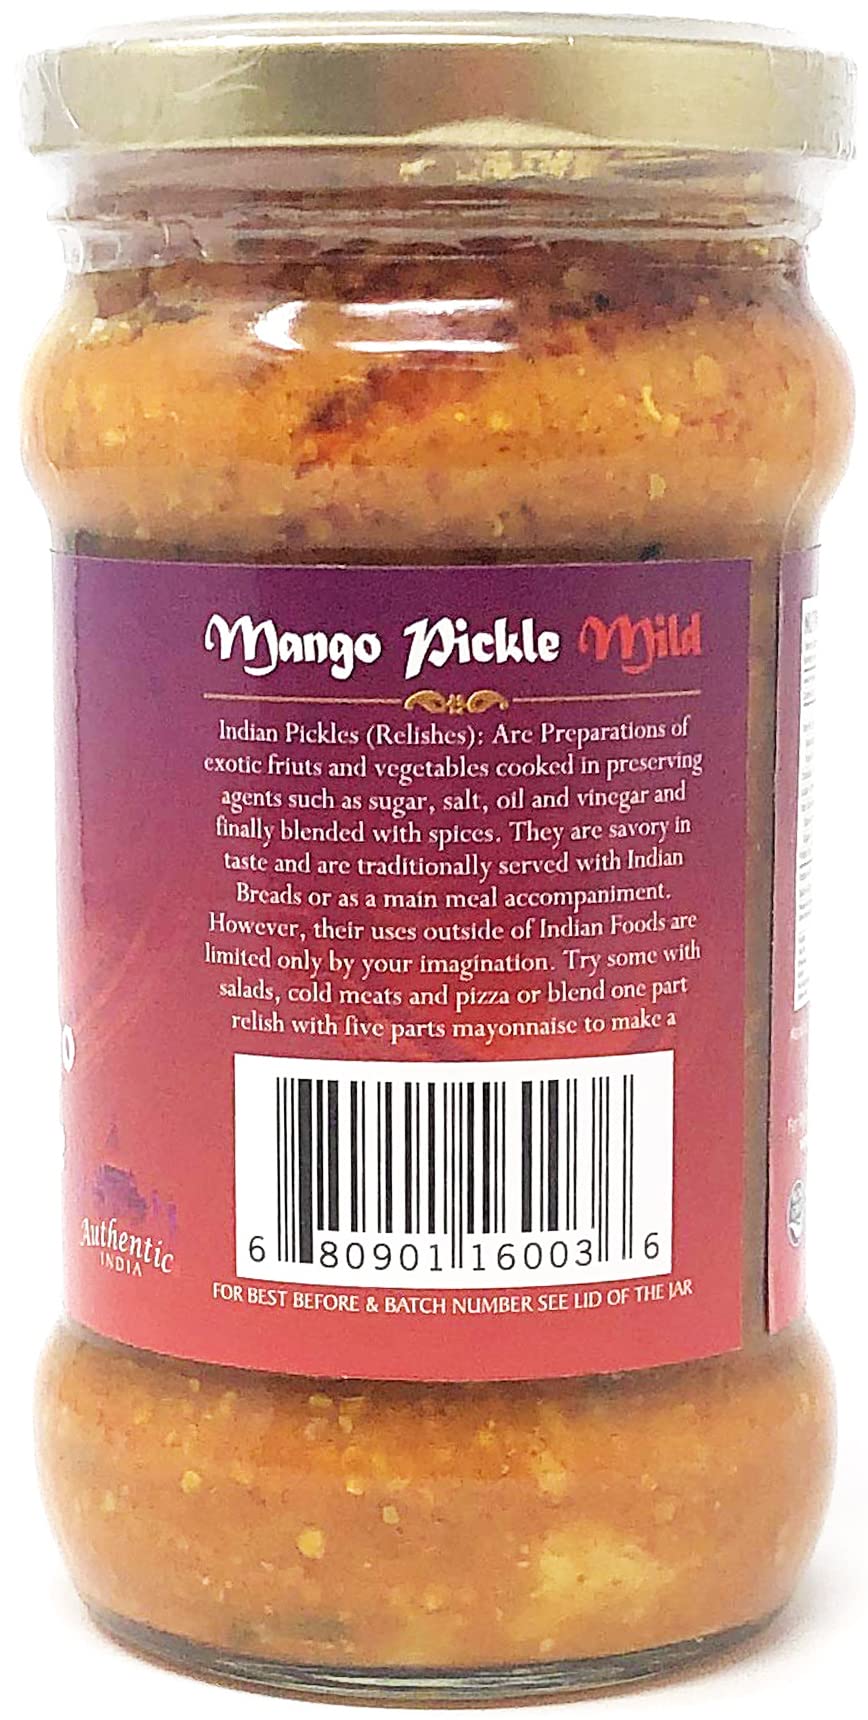 Mango Pickle Mild
Indian Pickles (Relishes): Are Preparations of
exotic friuts and vegetables cooked in preserving
agents such as sugar, salt, oil and vinegar and
finally blended with spices. They are savory in
taste and are traditionally served with Indian
Breads or as a main meal accompaniment.
However, their uses outside of Indian Foods are
limited only by your imagination. Try some with
salads, cold meats and pizza or blend one part
relish with five parts mayonnaise to make a
6 80901 16003 6
FOR BEST BEFORE & BATCH NUMBER SEE LID OF THE JAR
Authentic
INDIA